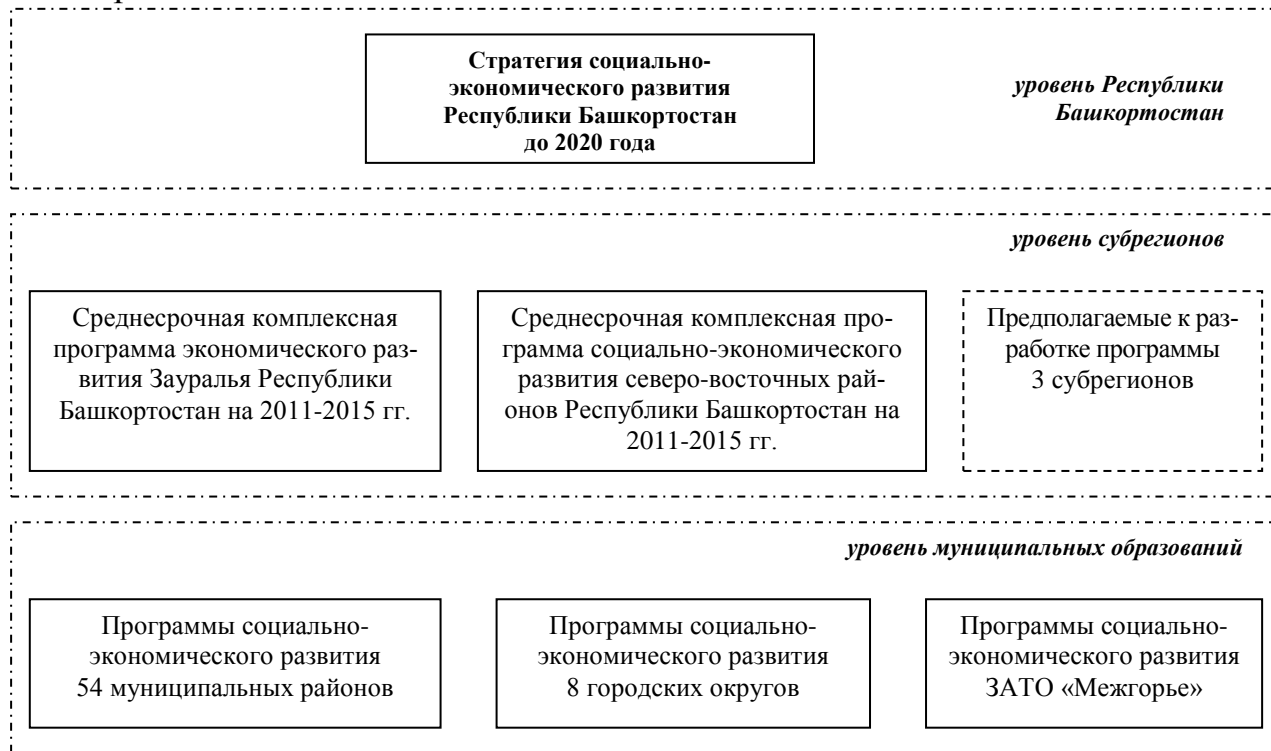 Стратегия социально-
экономического развития
Республики Башкортостан
до 2020 года
уровень Республики
Башкортостан
уровень субрегионов
Среднесрочная комплексная
программа экономического раз-
вития Зауралья Республики
Башкортостан на 2011-2015 гг.
Среднесрочная комплексная про-
грамма социально-экономического
развития северо-восточных рай-
онов Республики Башкортостан на
2011-2015 гг.
Предполагаемые к раз-
работке программы
3 субрегионов
уровень муниципальных образований
Программы социально-
экономического развития
54 муниципальных районов
Программы социально-
экономического развития
8 городских округов
Программы социально-
экономического развития
ЗАТО «Межгорье»